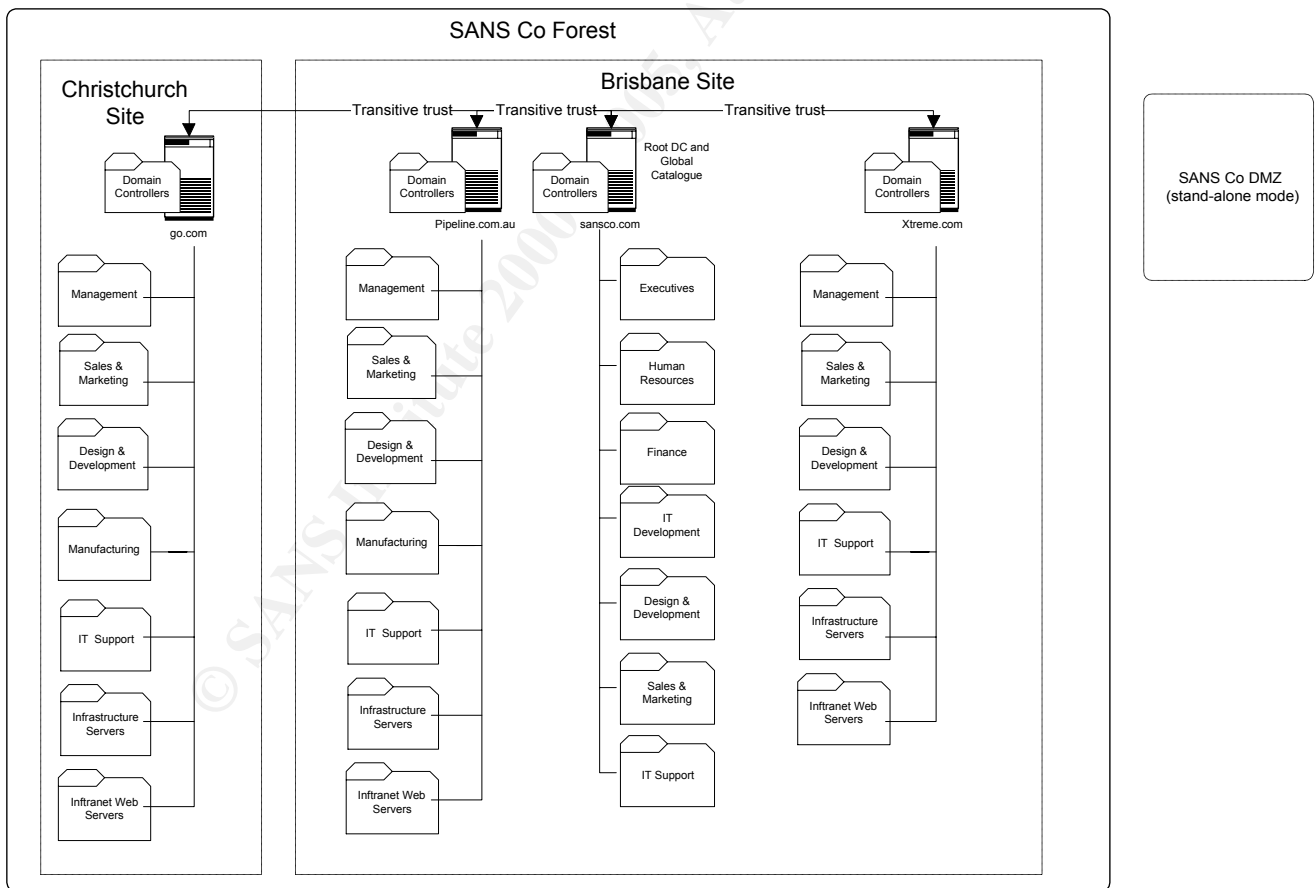 SANS Co Forest
Christchurch
Site
Brisbane Site
Transitive trust
Transitive trust
Transitive trust
SANS Co DMZ
(stand-alone mode)
Domain
Controllers
go.com
Domain
Controllers
Pipeline.com.au
Domain
Controllers
sansco.com
Root DC and
Global
Catalogue
Domain
Controllers
Xtreme.com
Management
Sales &
Marketing
Design &
Development
Manufacturing
IT Support
Infrastructure
Servers
Inftranet Web
Servers
Management
Sales &
Marketing
Design &
Development
Manufacturing
IT Support
Infrastructure
Servers
Inftranet Web
Servers
Executives
Human
Resources
Finance
IT
Development
Design &
Development
Sales &
Marketing
IT Support
Management
Sales &
Marketing
Design &
Development
IT Support
Infrastructure
Servers
Inftranet Web
Servers
© SANS Institute 2000